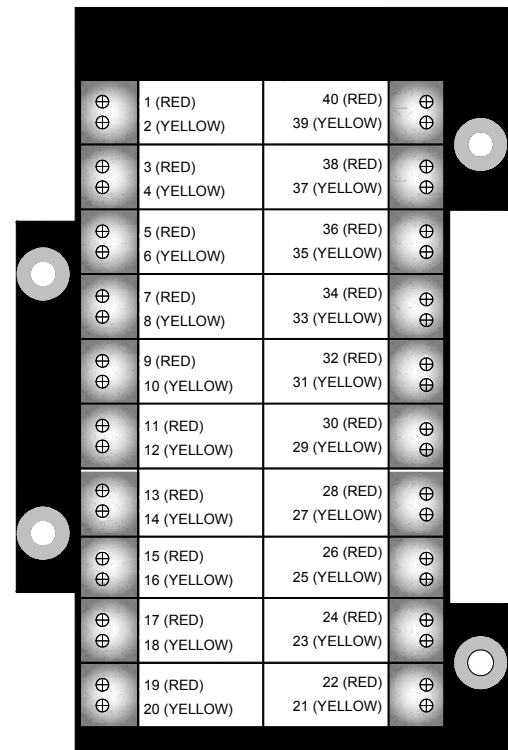 1 (RED) 40 (RED)
2 (YELLOW) 39 (YELLOW)
3 (RED) 38 (RED)
4 (YELLOW) 37 (YELLOW)
5 (RED) 36 (RED)
6 (YELLOW) 35 (YELLOW)
7 (RED) 34 (RED)
8 (YELLOW) 33 (YELLOW)
9 (RED) 32 (RED)
10 (YELLOW) 31 (YELLOW)
11 (RED) 30 (RED)
12 (YELLOW) 29 (YELLOW)
13 (RED) 28 (RED)
14 (YELLOW) 27 (YELLOW)
15 (RED) 26 (RED)
16 (YELLOW) 25 (YELLOW)
17 (RED) 24 (RED)
18 (YELLOW) 23 (YELLOW)
19 (RED) 22 (RED)
20 (YELLOW) 21 (YELLOW)